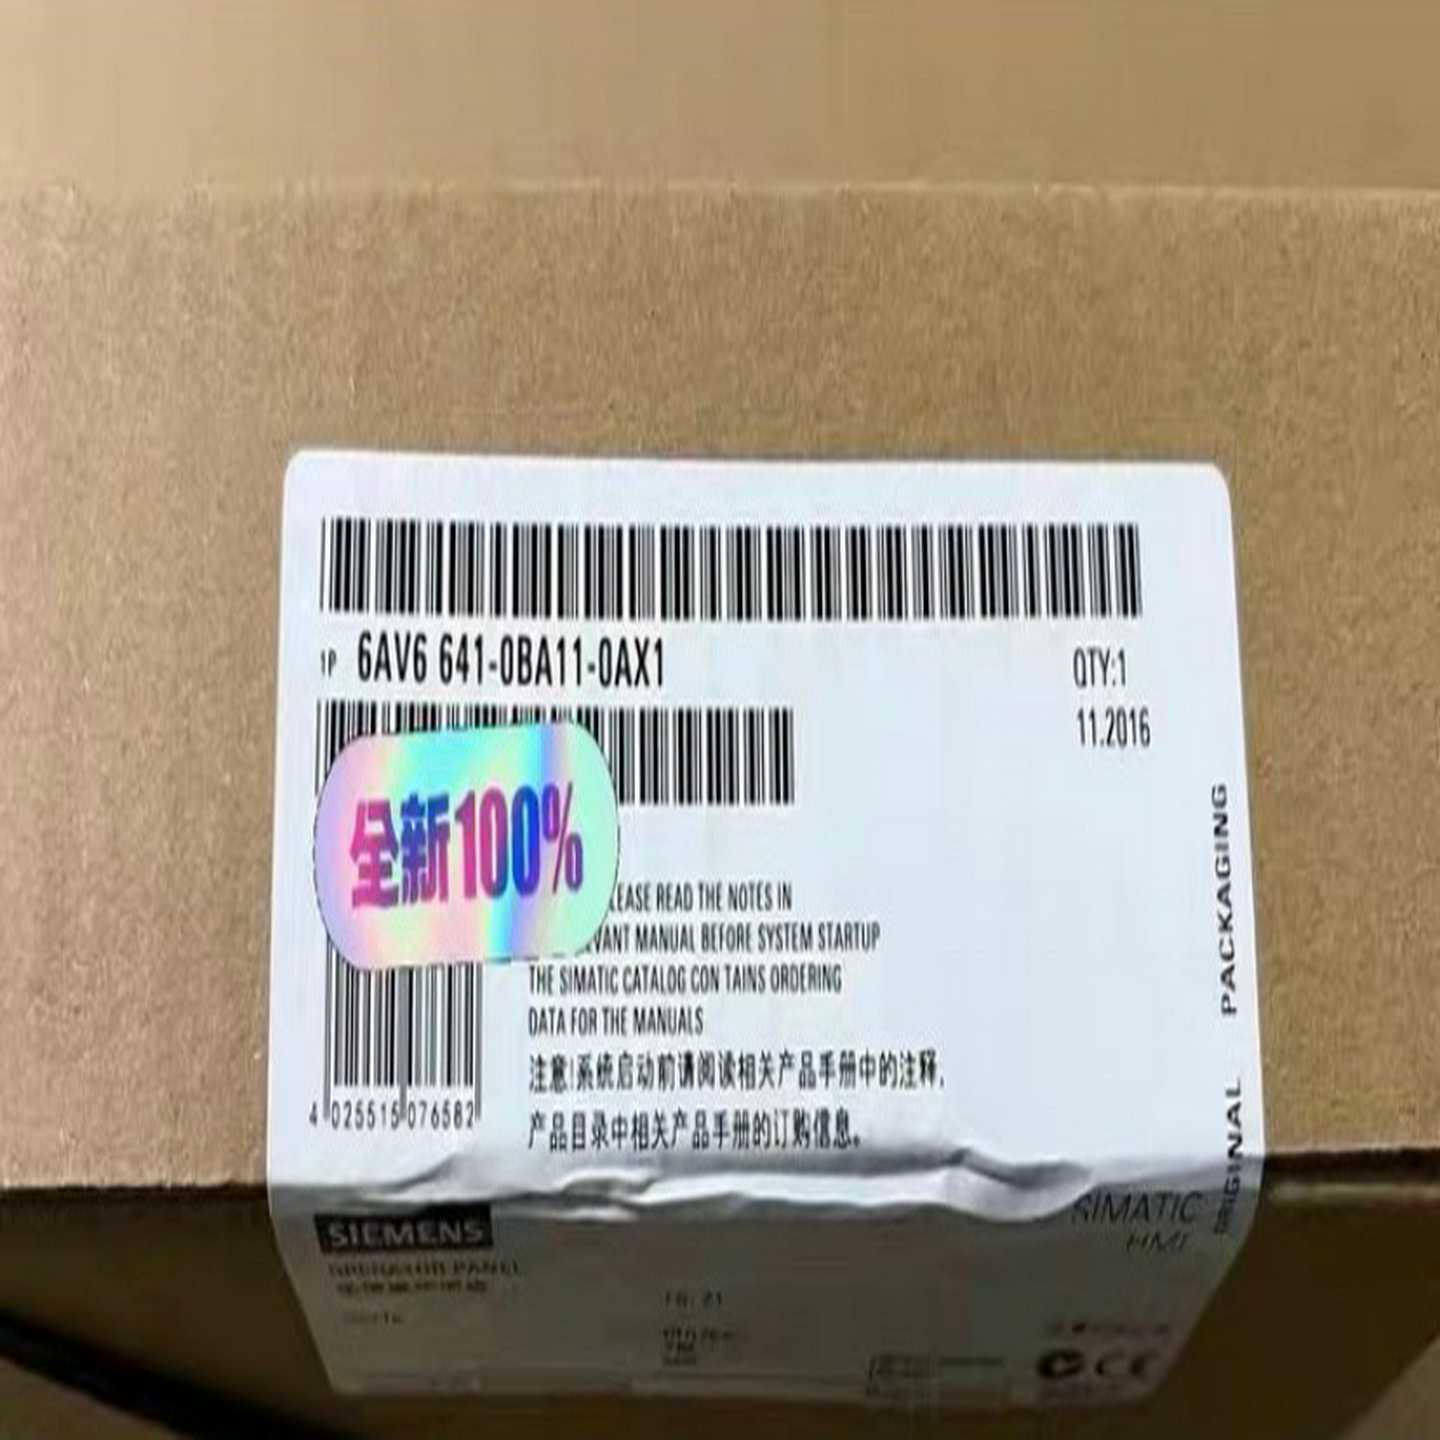 1P 6AV6 641-0BA11-0AX1
QTY:1
11.2016
全新100%
LEASE READ THE NOTES IN
VANT MANUAL BEFORE SYSTEM STARTUP
THE SIMATIC CATALOG CON TAINS ORDERING
DATA FOR THE MANUALS
注意!系统启动前请阅读相关产品手册中的注释.
产品目录中相关产品手册的订购信息。
4 025515 076582
ORIGINAL PACKAGING
SIEMENS
SIMATIC
HMI
OPERATOR PANEL
CE